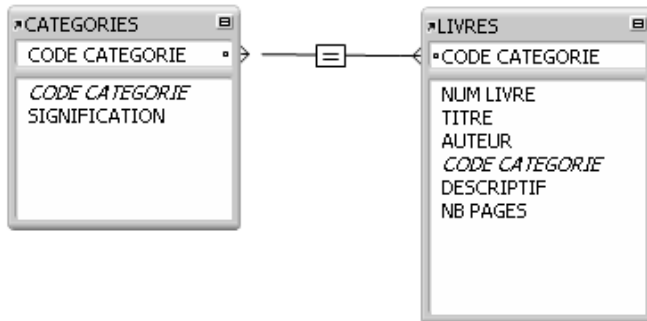 CATEGORIES
CODE CATEGORIE
CODE CATEGORIE
SIGNIFICATION
=
LIVRES
CODE CATEGORIE
NUM LIVRE
TITRE
AUTEUR
CODE CATEGORIE
DESCRIPTIF
NB PAGES